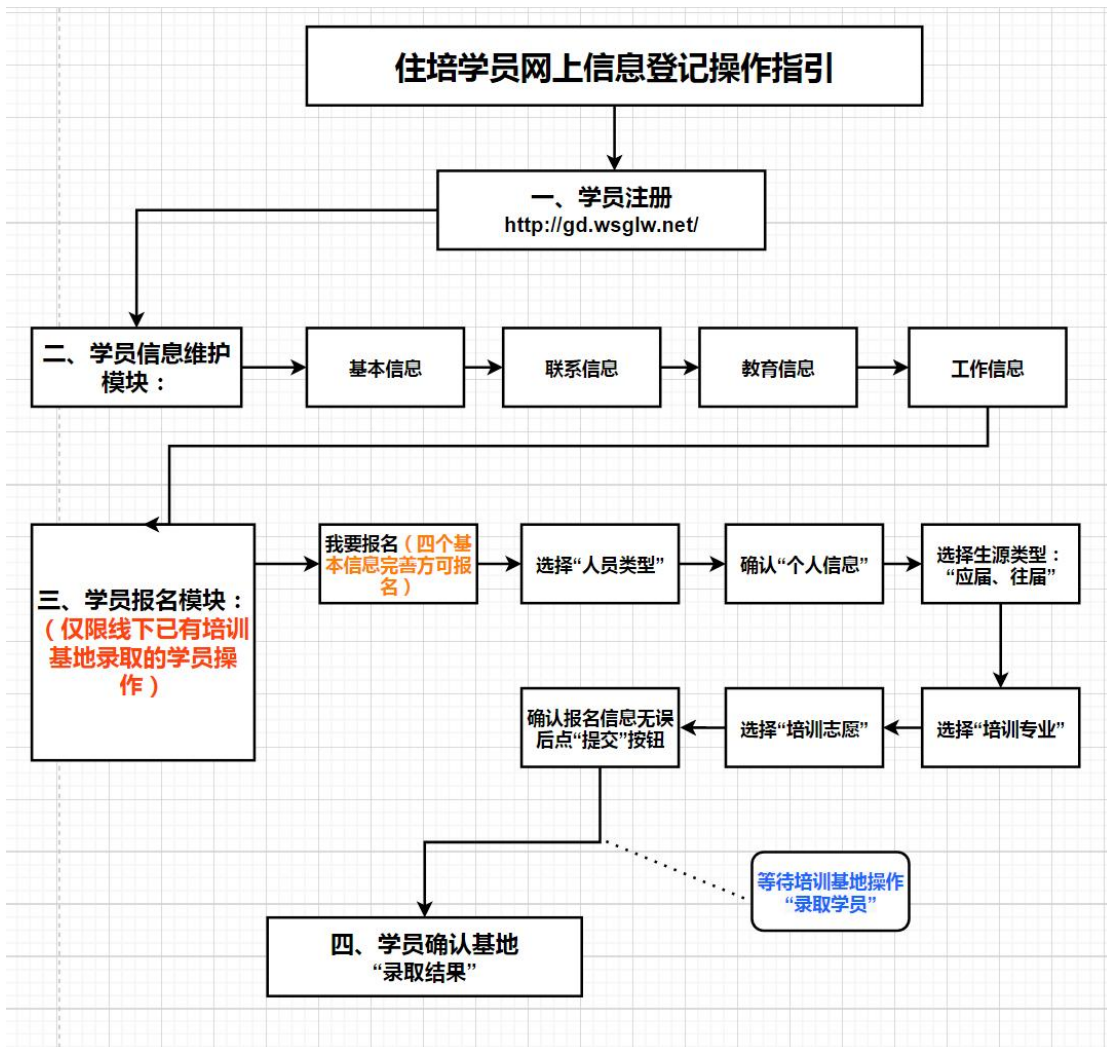 住培学员网上信息登记操作指引
一、学员注册
http://gd.wsglw.net/
二、学员信息维护
模块：
基本信息
联系信息
教育信息
工作信息
三、学员报名模块：
（仅限线下已有培训
基地录取的学员操
作）
我要报名（四个基
本信息完善方可报
名）
选择“人员类型”
确认“个人信息”
选择生源类型：
“应届、往届”
选择“培训专业”
选择“培训志愿”
确认报名信息无误
后点“提交”按钮
等待培训基地操作
“录取学员”
四、学员确认基地
“录取结果”